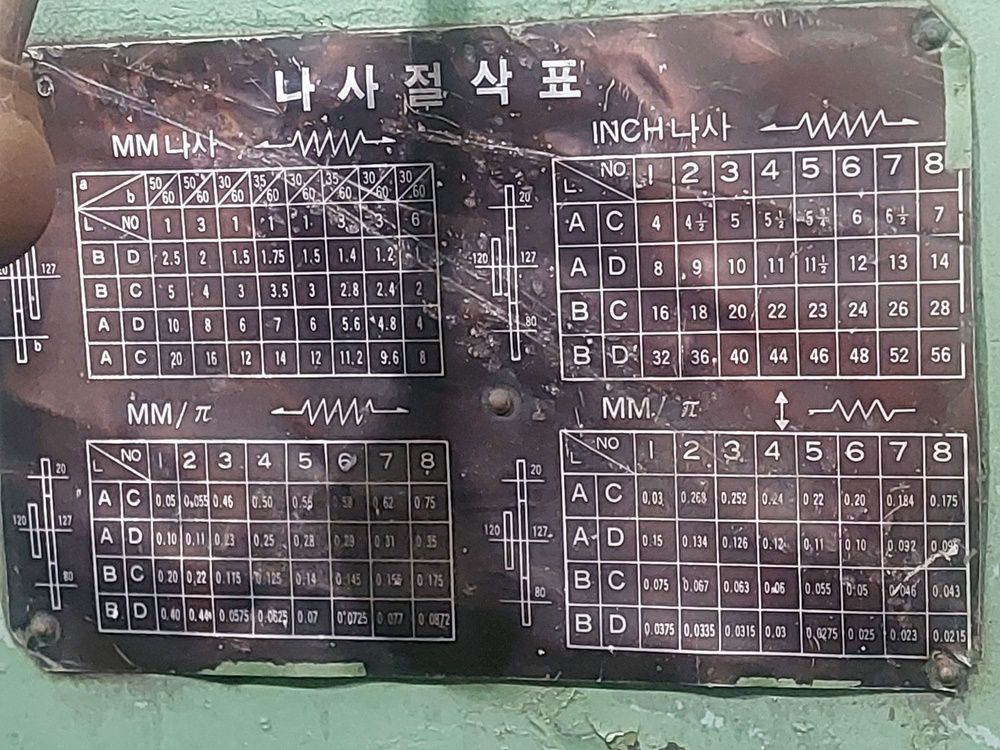 나사절삭표
MM나사
a b 50/60 50/60 30/60 35/60 30/60 35/60 30/60 30/60
L NO 1 3 1 1 1 3 3 6
B D 2.5 2 1.5 1.75 1.5 1.4 1.2
B C 5 4 3 3.5 3 2.8 2.4 2
A D 10 8 6 7 6 5.6 4.8 4
A C 20 16 12 14 12 11.2 9.6 8
127
b
INCH나사
L NO 1 2 3 4 5 6 7 8
A C 4 4½ 5 5½ 6 6½ 7
A D 8 9 10 11 11½ 12 13 14
B C 16 18 20 22 23 24 26 28
B D 32 36 40 44 46 48 52 56
20
120 127
80
MM/π
L NO 1 2 3 4 5 6 7 8
A C 0.05 0.055 0.46 0.50 0.62 0.75
A D 0.10 0.11 0.23 0.25 0.28 0.29 0.31 0.35
B C 0.20 0.22 0.115 0.125 0.14 0.145 0.155 0.175
B D 0.40 0.0575 0.0625 0.07 0.0725 0.077 0.0872
20
120 127
80
MM/π
L NO 1 2 3 4 5 6 7 8
A C 0.03 0.268 0.252 0.24 0.22 0.20 0.184 0.175
A D 0.15 0.134 0.126 0.12 0.11 0.10 0.092
B C 0.075 0.067 0.063 0.06 0.055 0.05 0.046 0.043
B D 0.0375 0.0335 0.0315 0.03 0.0275 0.025 0.023 0.0215
20
120 127
80